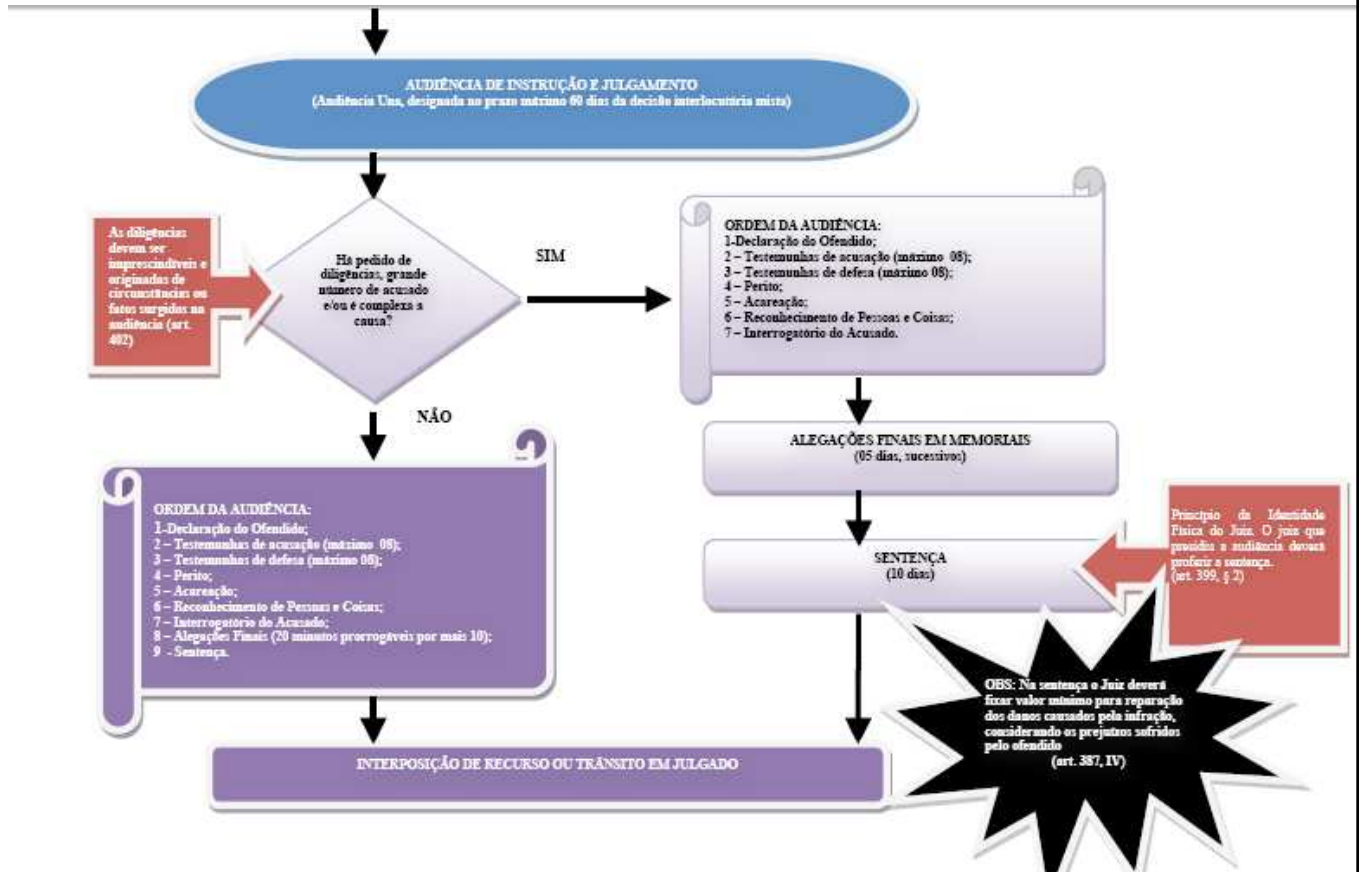 AUDIÊNCIA DE INSTRUÇÃO E JULGAMENTO
(Audiência Una, designada no prazo máximo 60 dias da decisão interlocutória mista)
As diligências
devem ser
imprescindíveis e
originadas de
circunstâncias ou
fatos surgidos na
audiência (art.
402)
Há pedido de
diligências, grande
número de acusado
e/ou é complexa a
causa?
SIM
ORDEM DA AUDIÊNCIA:
1-Declaração do Ofendido;
2 – Testemunhas de acusação (máximo 08);
3 – Testemunhas de defesa (máximo 08);
4 – Perito;
5 – Acareação;
6 – Reconhecimento de Pessoas e Coisas;
7 – Interrogatório do Acusado.
NÃO
ALEGAÇÕES FINAIS EM MEMORIAIS
(05 dias, sucessivos)
ORDEM DA AUDIÊNCIA:
1-Declaração do Ofendido;
2 – Testemunhas de acusação (máximo 08);
3 – Testemunhas de defesa (máximo 08);
4 – Perito;
5 – Acareação;
6 – Reconhecimento de Pessoas e Coisas;
7 – Interrogatório do Acusado;
8 – Alegações Finais (20 minutos prorrogáveis por mais 10);
9 - Sentença.
SENTENÇA
(10 dias)
Princípio da Identidade
Física do Juiz. O juiz que
presidiu a audiência deverá
proferir a sentença.
(art. 399, § 2)
OBS: Na sentença o Juiz deverá
fixar valor mínimo para reparação
dos danos causados pela infração,
considerando os prejuízos sofridos
pelo ofendido
(art. 387, IV)
INTERPOSIÇÃO DE RECURSO OU TRÂNSITO EM JULGADO